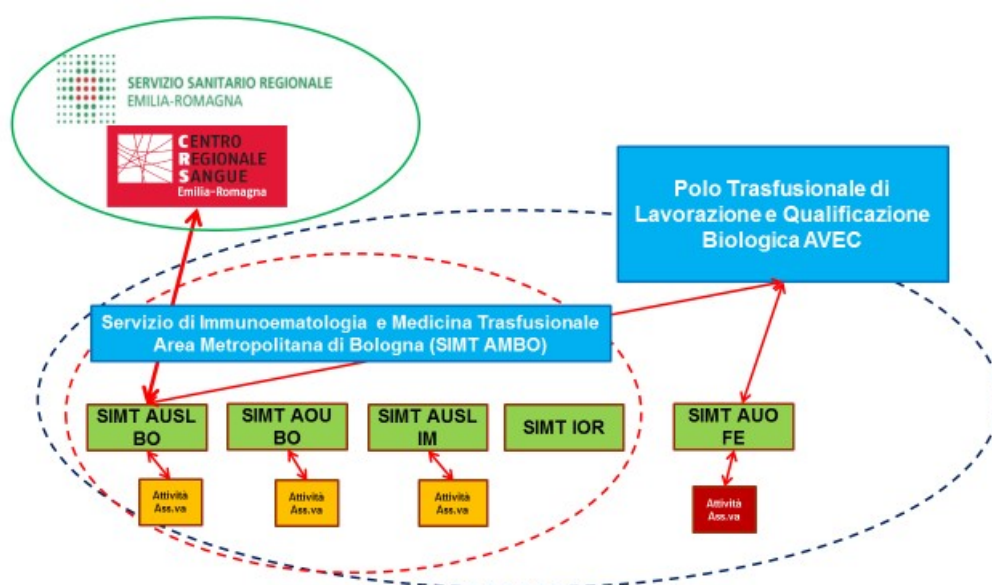 SERVIZIO SANITARIO REGIONALE
EMILIA-ROMAGNA
CENTRO
REGIONALE
SANGUE
Emilia-Romagna
Polo Trasfusionale di
Lavorazione e Qualificazione
Biologica AVEC
Servizio di Immunoematologia e Medicina Trasfusionale
Area Metropolitana di Bologna (SIMT AMBO)
SIMT AUSL
BO
SIMT AOU
BO
SIMT AUSL
IM
SIMT IOR
SIMT AUO
FE
Attività
Ass.va
Attività
Ass.va
Attività
Ass.va
Attività
Ass.va